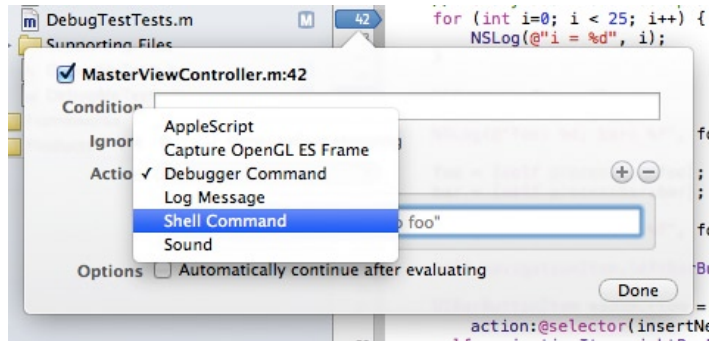 DebugTestTests.m
M
42
for (int i=0; i < 25; i++) {
Supporting Files
NSLog(@"i = %d", i);
MasterViewController.m:42
Condition
AppleScript
Ignor
Capture OpenGL ES Frame
Actio ✓ Debugger Command
Log Message
Shell Command
foo"
Sound
Options Automatically continue after evaluating
Done
action:@selector(insertNe